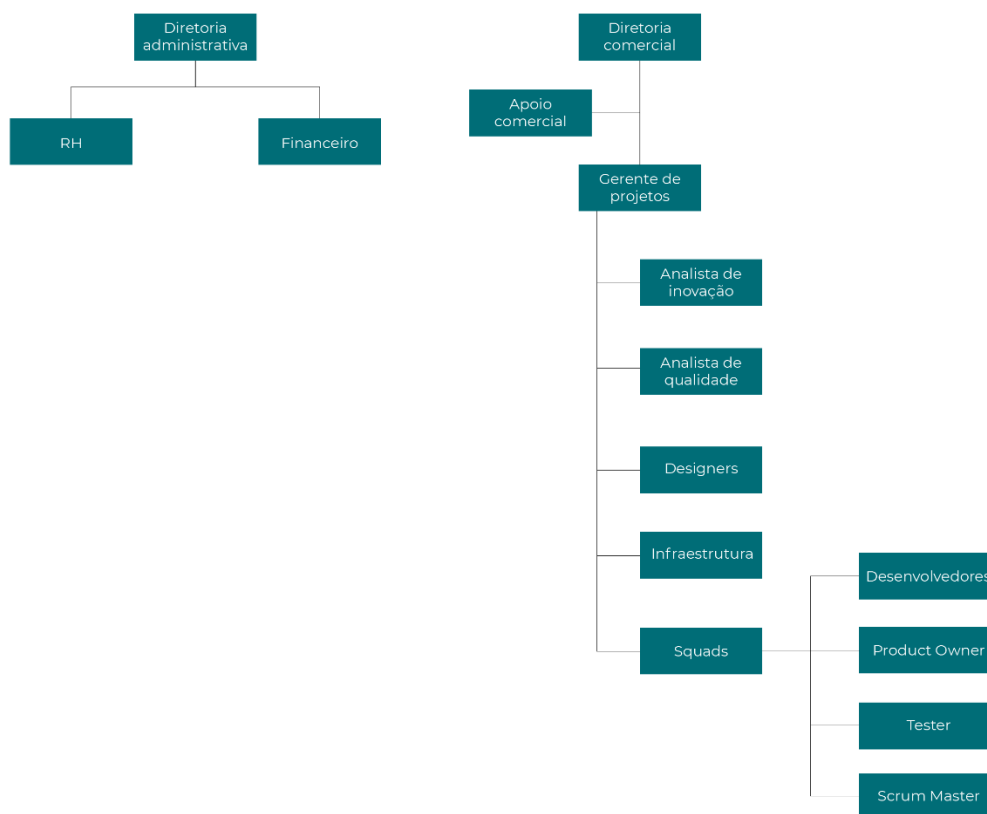 Diretoria
administrativa
RH
Financeiro
Diretoria
comercial
Apoio
comercial
Gerente de
projetos
Analista de
inovação
Analista de
qualidade
Designers
Infraestrutura
Squads
Desenvolvedores
Product Owner
Tester
Scrum Master